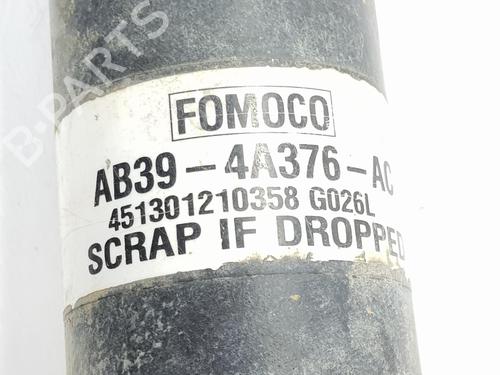 B-PARTS
FOMOCO
AB39-4A376-AC
451301210358 G026L
SCRAP IF DROPPED